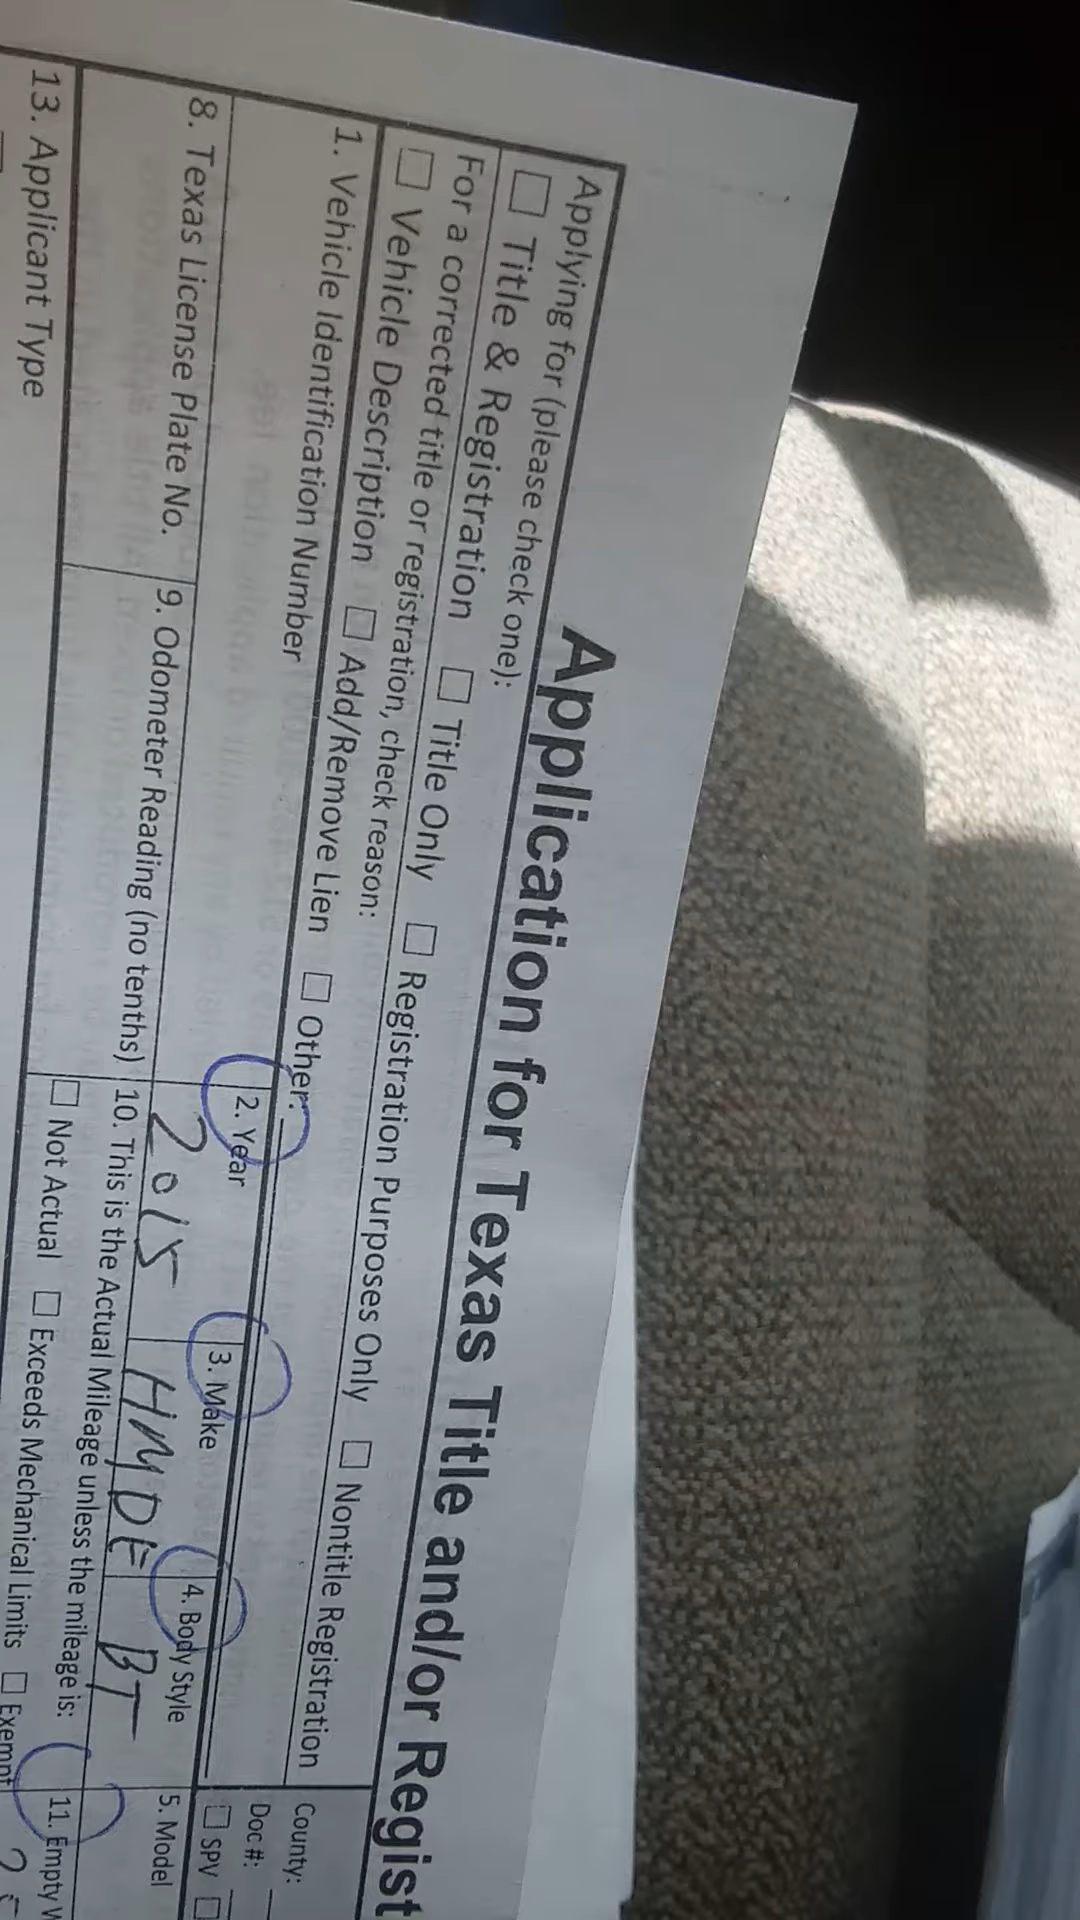 Application for Texas Title and/or Regist
Applying for (please check one):
☐ Title & Registration ☐ Title Only ☐ Registration Purposes Only ☐ Nontitle Registration
For a corrected title or registration, check reason:
☐ Vehicle Description ☐ Add/Remove Lien ☐ Other:
County:
Doc #:
☐ SPV ☐
1. Vehicle Identification Number 2. Year 3. Make 4. Body Style 5. Model
2015 HMDE BT
8. Texas License Plate No. 9. Odometer Reading (no tenths) 10. This is the Actual Mileage unless the mileage is: 11. Empty W
☐ Not Actual ☐ Exceeds Mechanical Limits ☐ Exempt
13. Applicant Type